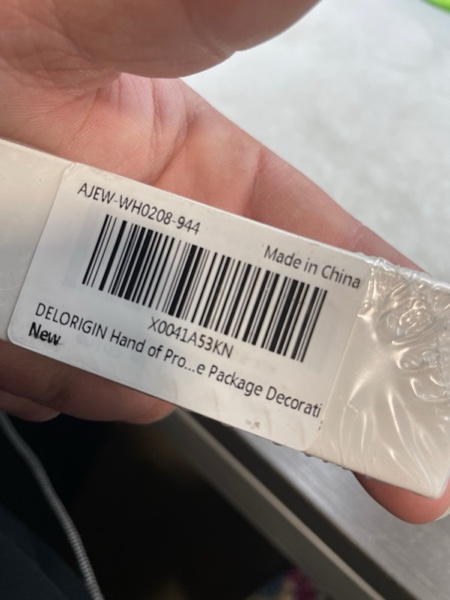 AJEW-WH0208-944
Made in China
X0041A53KN
DELORIGIN Hand of Pro...e Package Decorati
New